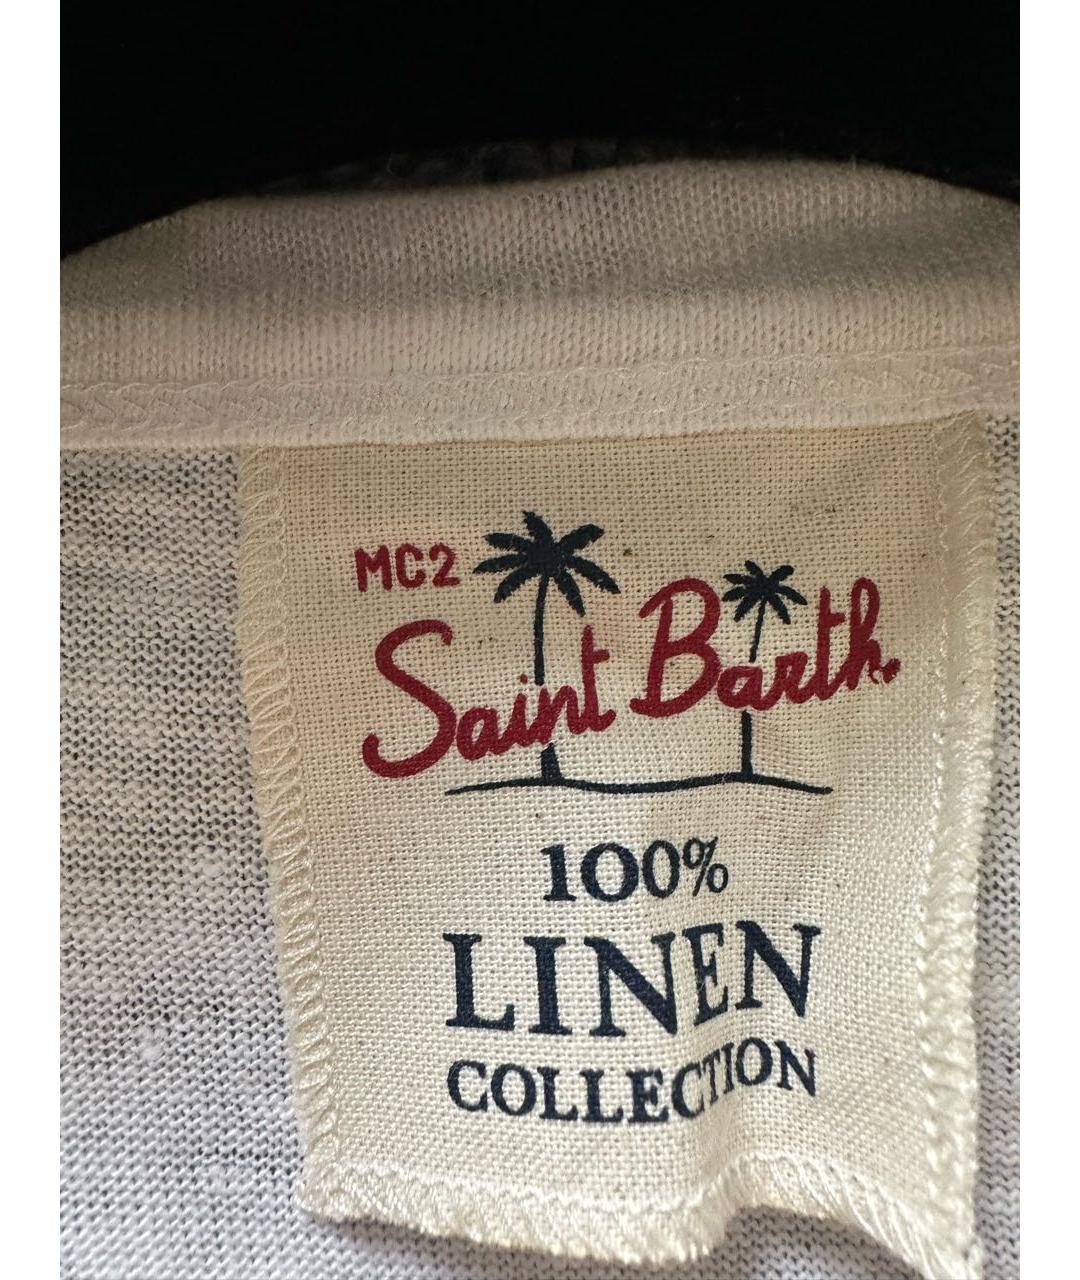 MC2
Saint Barth.
100%
LINEN
COLLECTION